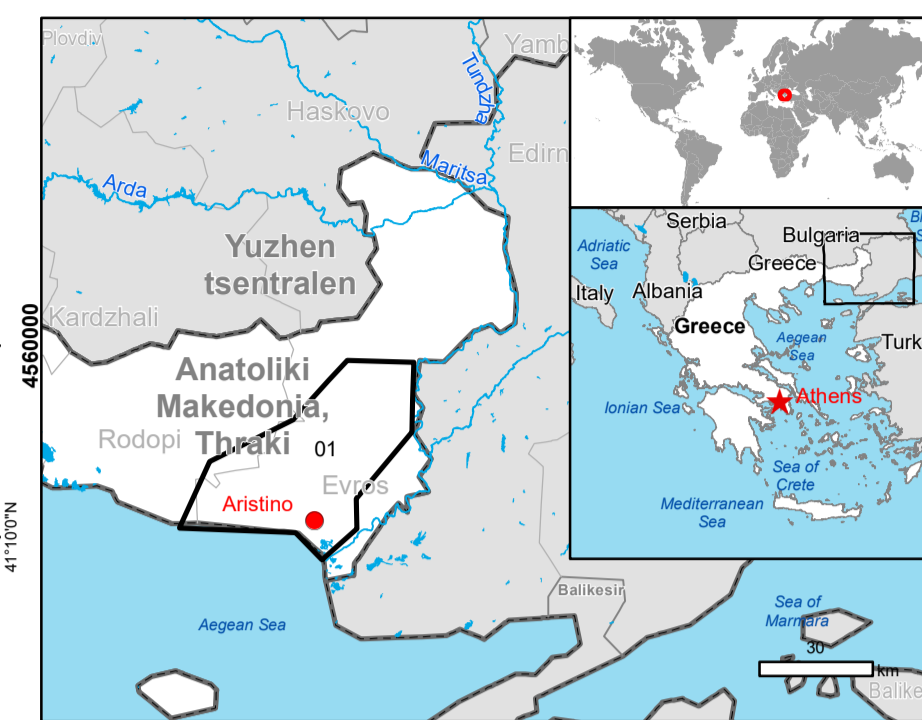 Plovdiv
Yamb
Tundzha
Haskovo
Edirn
Maritsa
Arda
Yuzhen
tsentralen
Kardzhali
4560000
Anatoliki
Makedonia,
Thraki
Rodopi
01
Evros
Aristino
41°10'0"N
Aegean Sea
Serbia
Bulgaria
Adriatic
Sea
Greece
Italy
Albania
Greece
Aegean
Sea
Turk
Athens
Ionian Sea
Sea of
Crete
Mediterranean
Sea
Balikesir
Sea of
Marmara
30
km
Balike